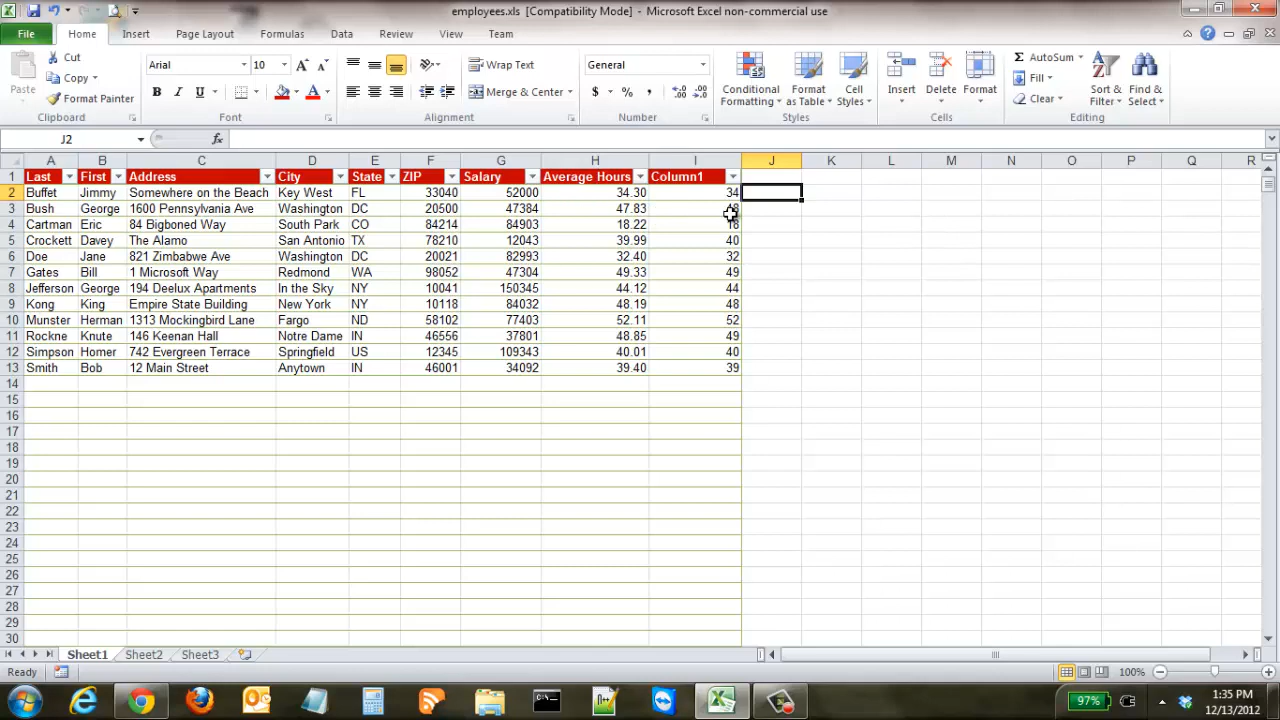 employees.xls [Compatibility Mode] - Microsoft Excel non-commercial use
File Home Insert Page Layout Formulas Data Review View Team
Paste
Cut
Copy
Format Painter
Clipboard
Arial 10
B I U
Font
Wrap Text
Merge & Center
Alignment
General
$ % ,
Number
Conditional Formatting
Format as Table
Cell Styles
Styles
Insert Delete Format
Cells
Σ AutoSum
Fill
Clear
Sort & Filter
Find & Select
Editing
J2 fx
A B C D E F G H I J K L M N O P Q R
1 Last First Address City State ZIP Salary Average Hours Column1
2 Buffet Jimmy Somewhere on the Beach Key West FL 33040 52000 34.30 34
3 Bush George 1600 Pennsylvania Ave Washington DC 20500 47384 47.83
4 Cartman Eric 84 Bigboned Way South Park CO 84214 84903 18.22 18
5 Crockett Davey The Alamo San Antonio TX 78210 12043 39.99 40
6 Doe Jane 821 Zimbabwe Ave Washington DC 20021 82993 32.40 32
7 Gates Bill 1 Microsoft Way Redmond WA 98052 47304 49.33 49
8 Jefferson George 194 Deelux Apartments In the Sky NY 10041 150345 44.12 44
9 Kong King Empire State Building New York NY 10118 84032 48.19 48
10 Munster Herman 1313 Mockingbird Lane Fargo ND 58102 77403 52.11 52
11 Rockne Knute 146 Keenan Hall Notre Dame IN 46556 37801 48.85 49
12 Simpson Homer 742 Evergreen Terrace Springfield US 12345 109343 40.01 40
13 Smith Bob 12 Main Street Anytown IN 46001 34092 39.40 39
14
15
16
17
18
19
20
21
22
23
24
25
26
27
28
29
30
Sheet1 Sheet2 Sheet3
Ready 100%
97% 1:35 PM
12/13/2012